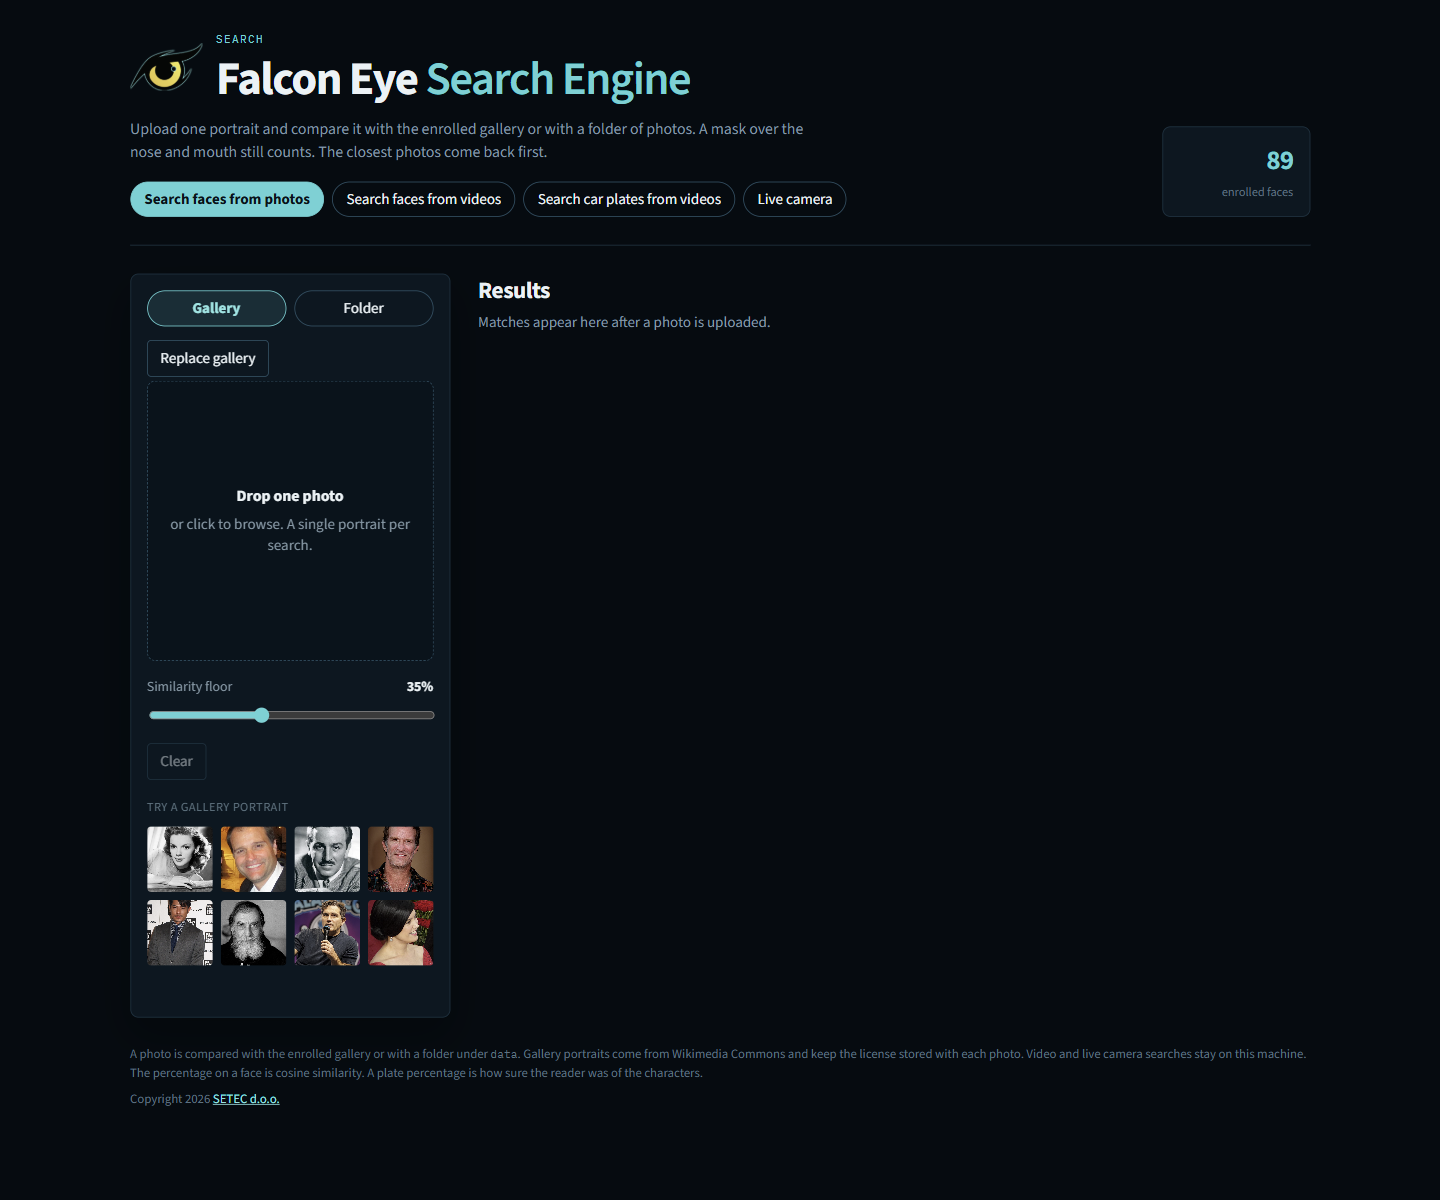 SEARCH
Falcon Eye Search Engine
Upload one portrait and compare it with the enrolled gallery or with a folder of photos. A mask over the
nose and mouth still counts. The closest photos come back first.
89
enrolled faces
Search faces from photos
Search faces from videos
Search car plates from videos
Live camera
Gallery
Folder
Replace gallery
Drop one photo
or click to browse. A single portrait per
search.
Similarity floor
35%
Clear
TRY A GALLERY PORTRAIT
Results
Matches appear here after a photo is uploaded.
A photo is compared with the enrolled gallery or with a folder under data. Gallery portraits come from Wikimedia Commons and keep the license stored with each photo. Video and live camera searches stay on this machine.
The percentage on a face is cosine similarity. A plate percentage is how sure the reader was of the characters.
Copyright 2026 SETEC d.o.o.